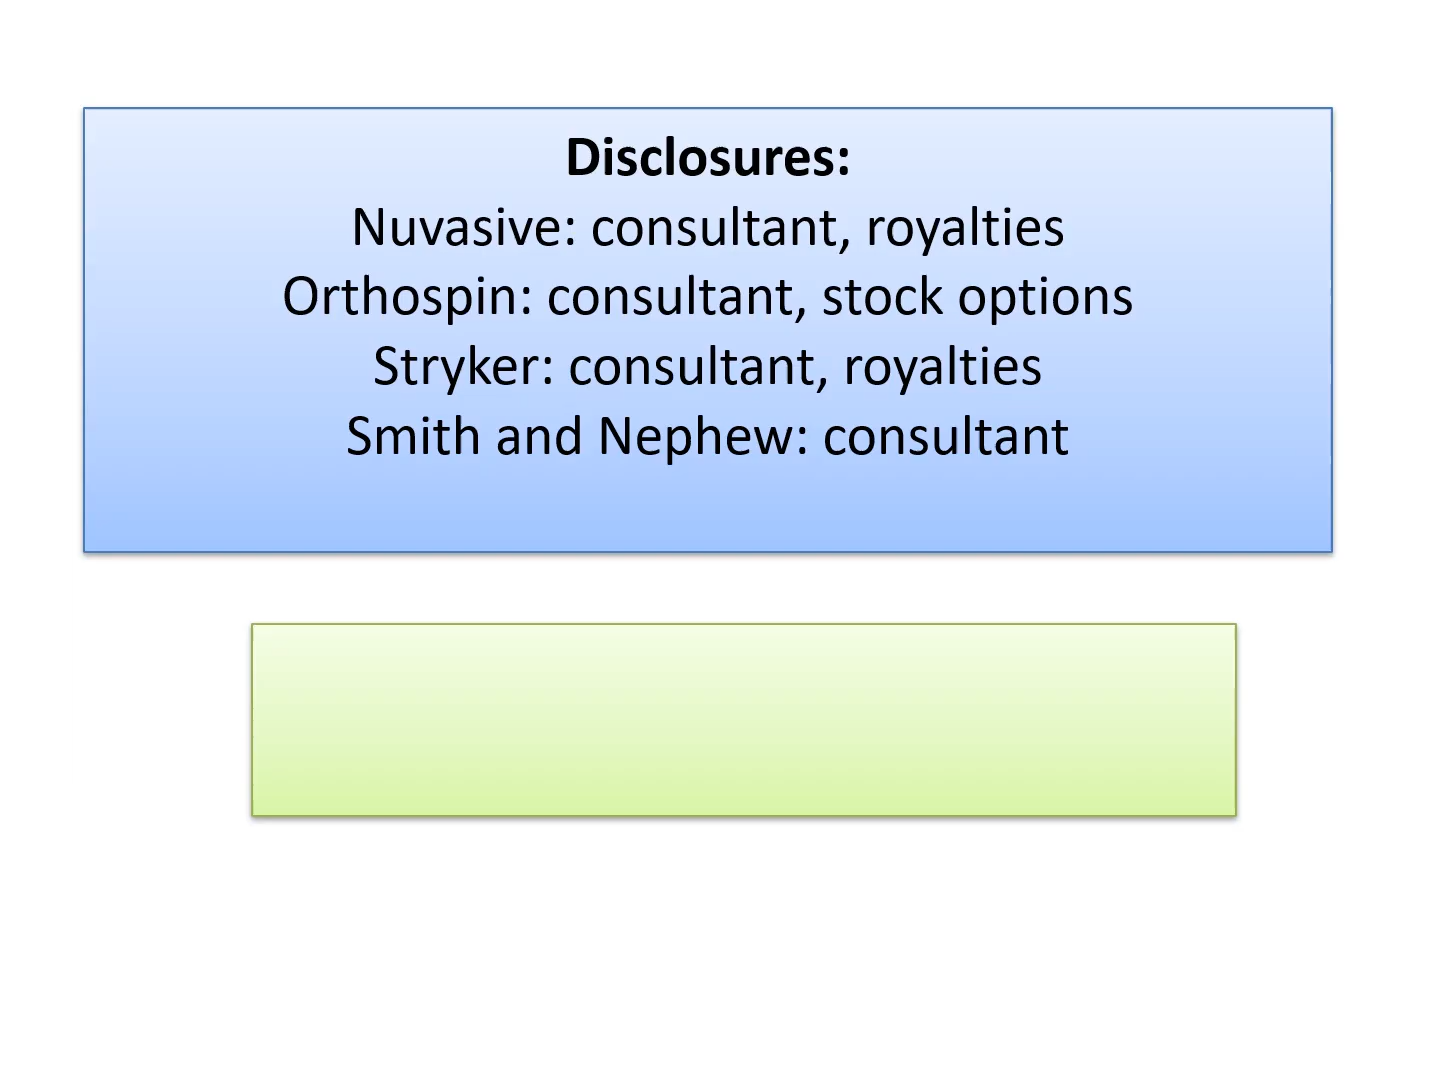 Disclosures:
Nuvasive: consultant, royalties
Orthospin: consultant, stock options
Stryker: consultant, royalties
Smith and Nephew: consultant